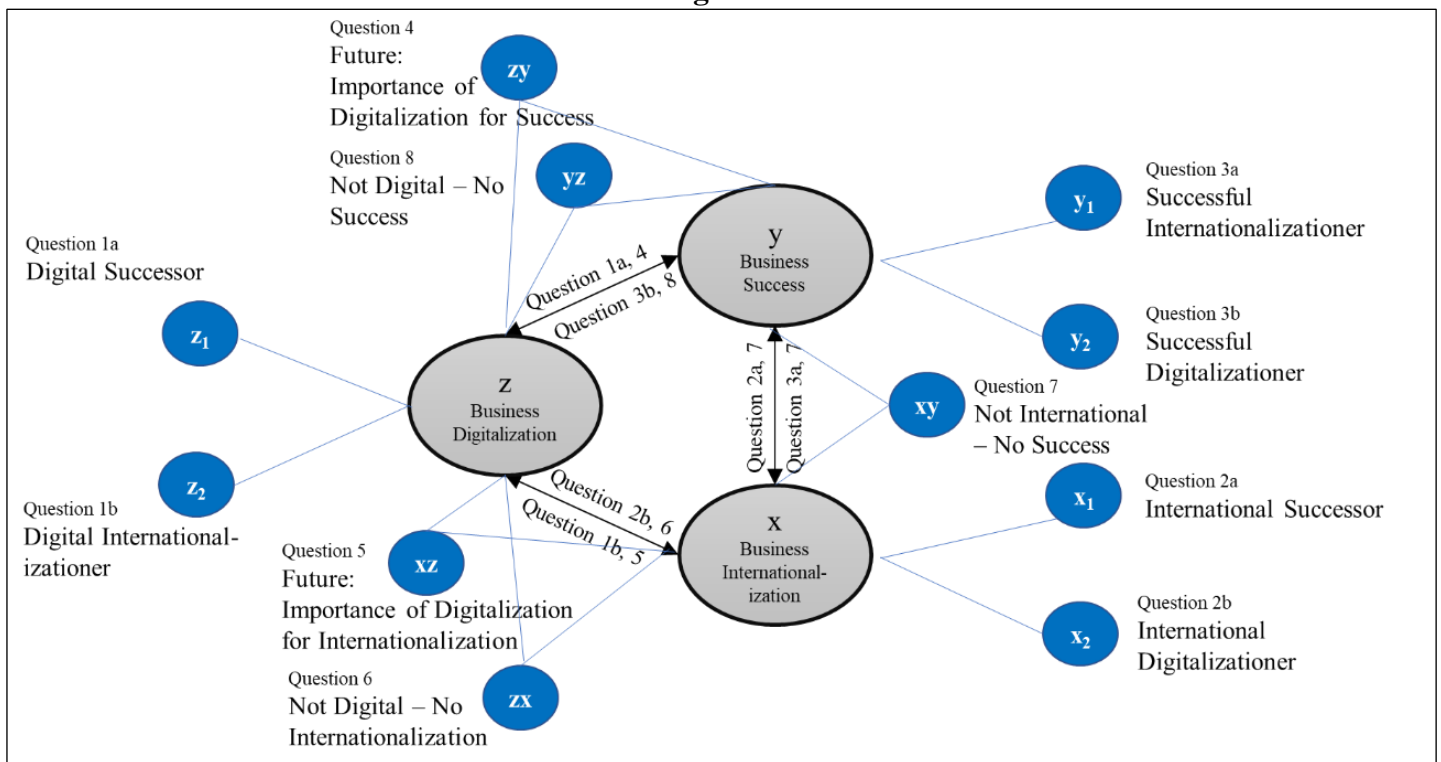 Question 4
Future:
Importance of
Digitalization for Success
zy
Question 8
Not Digital – No
Success
yz
Question 1a
Digital Successor
z1
z2
Question 1b
Digital International-
izationer
z
Business
Digitalization
Question 1a, 4
Question 3b, 8
y
Business
Success
y1
Question 3a
Successful
Internationalizationer
y2
Question 3b
Successful
Digitalizationer
Question 2a, 7
Question 3a, 7
xy
Question 7
Not International
– No Success
Question 2b, 6
Question 1b, 5
x
Business
International-
ization
x1
Question 2a
International Successor
x2
Question 2b
International
Digitalizationer
Question 5
Future:
Importance of Digitalization
for Internationalization
xz
Question 6
Not Digital – No
Internationalization
zx